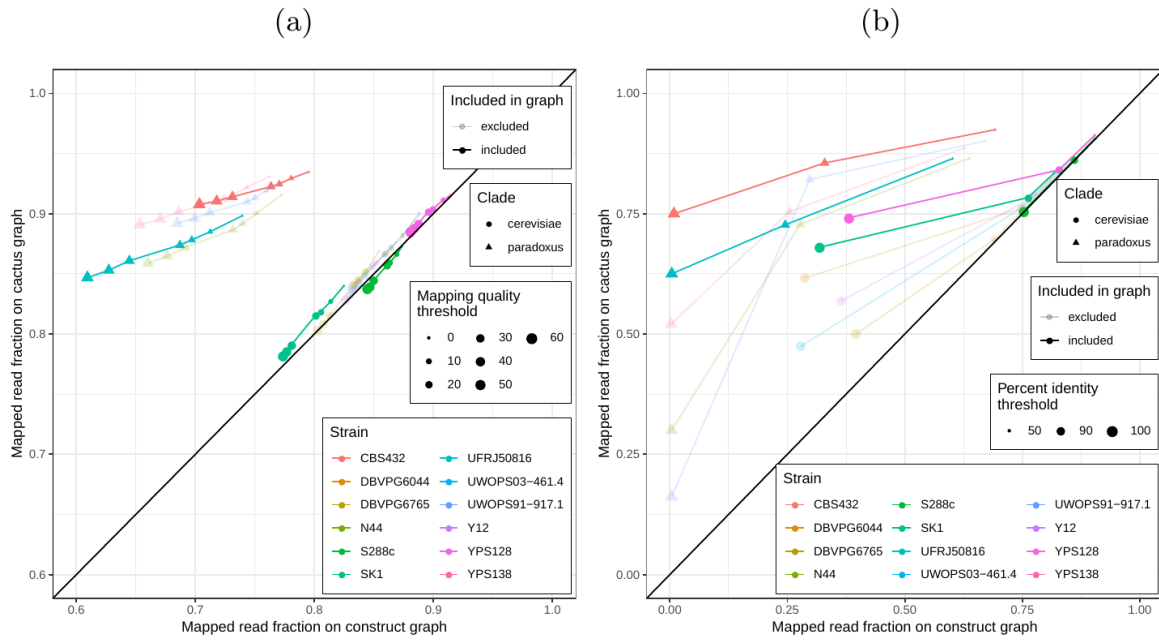 (a)
Mapped read fraction on cactus graph
1.0
0.9
0.8
0.7
0.6
0.6
0.7
0.8
0.9
1.0
Mapped read fraction on construct graph
Included in graph
excluded
included
Clade
cerevisiae
paradoxus
Mapping quality
threshold
0 30 60
10 40
20 50
Strain
CBS432 UFRJ50816
DBVPG6044 UWOPS03−461.4
DBVPG6765 UWOPS91−917.1
N44 Y12
S288c YPS128
SK1 YPS138
(b)
Mapped read fraction on cactus graph
1.00
0.75
0.50
0.25
0.00
0.00
0.25
0.50
0.75
1.00
Mapped read fraction on construct graph
Clade
cerevisiae
paradoxus
Included in graph
excluded
included
Percent identity
threshold
50 90 100
Strain
CBS432 S288c UWOPS91−917.1
DBVPG6044 SK1 Y12
DBVPG6765 UFRJ50816 YPS128
N44 UWOPS03−461.4 YPS138